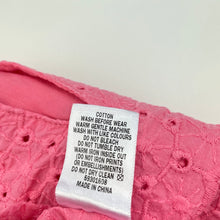 COTTON
WASH BEFORE WEAR
WARM GENTLE MACHINE
WASH WITH LIKE COLOURS
DO NOT BLEACH
DO NOT SOAK
DO NOT TUMBLE DRY
WARM IRON INSIDE OUT
(DO NOT IRON PRINTS
OR EMBELLISHMENTS)
DO NOT DRY CLEAN
69301608
MADE IN CHINA